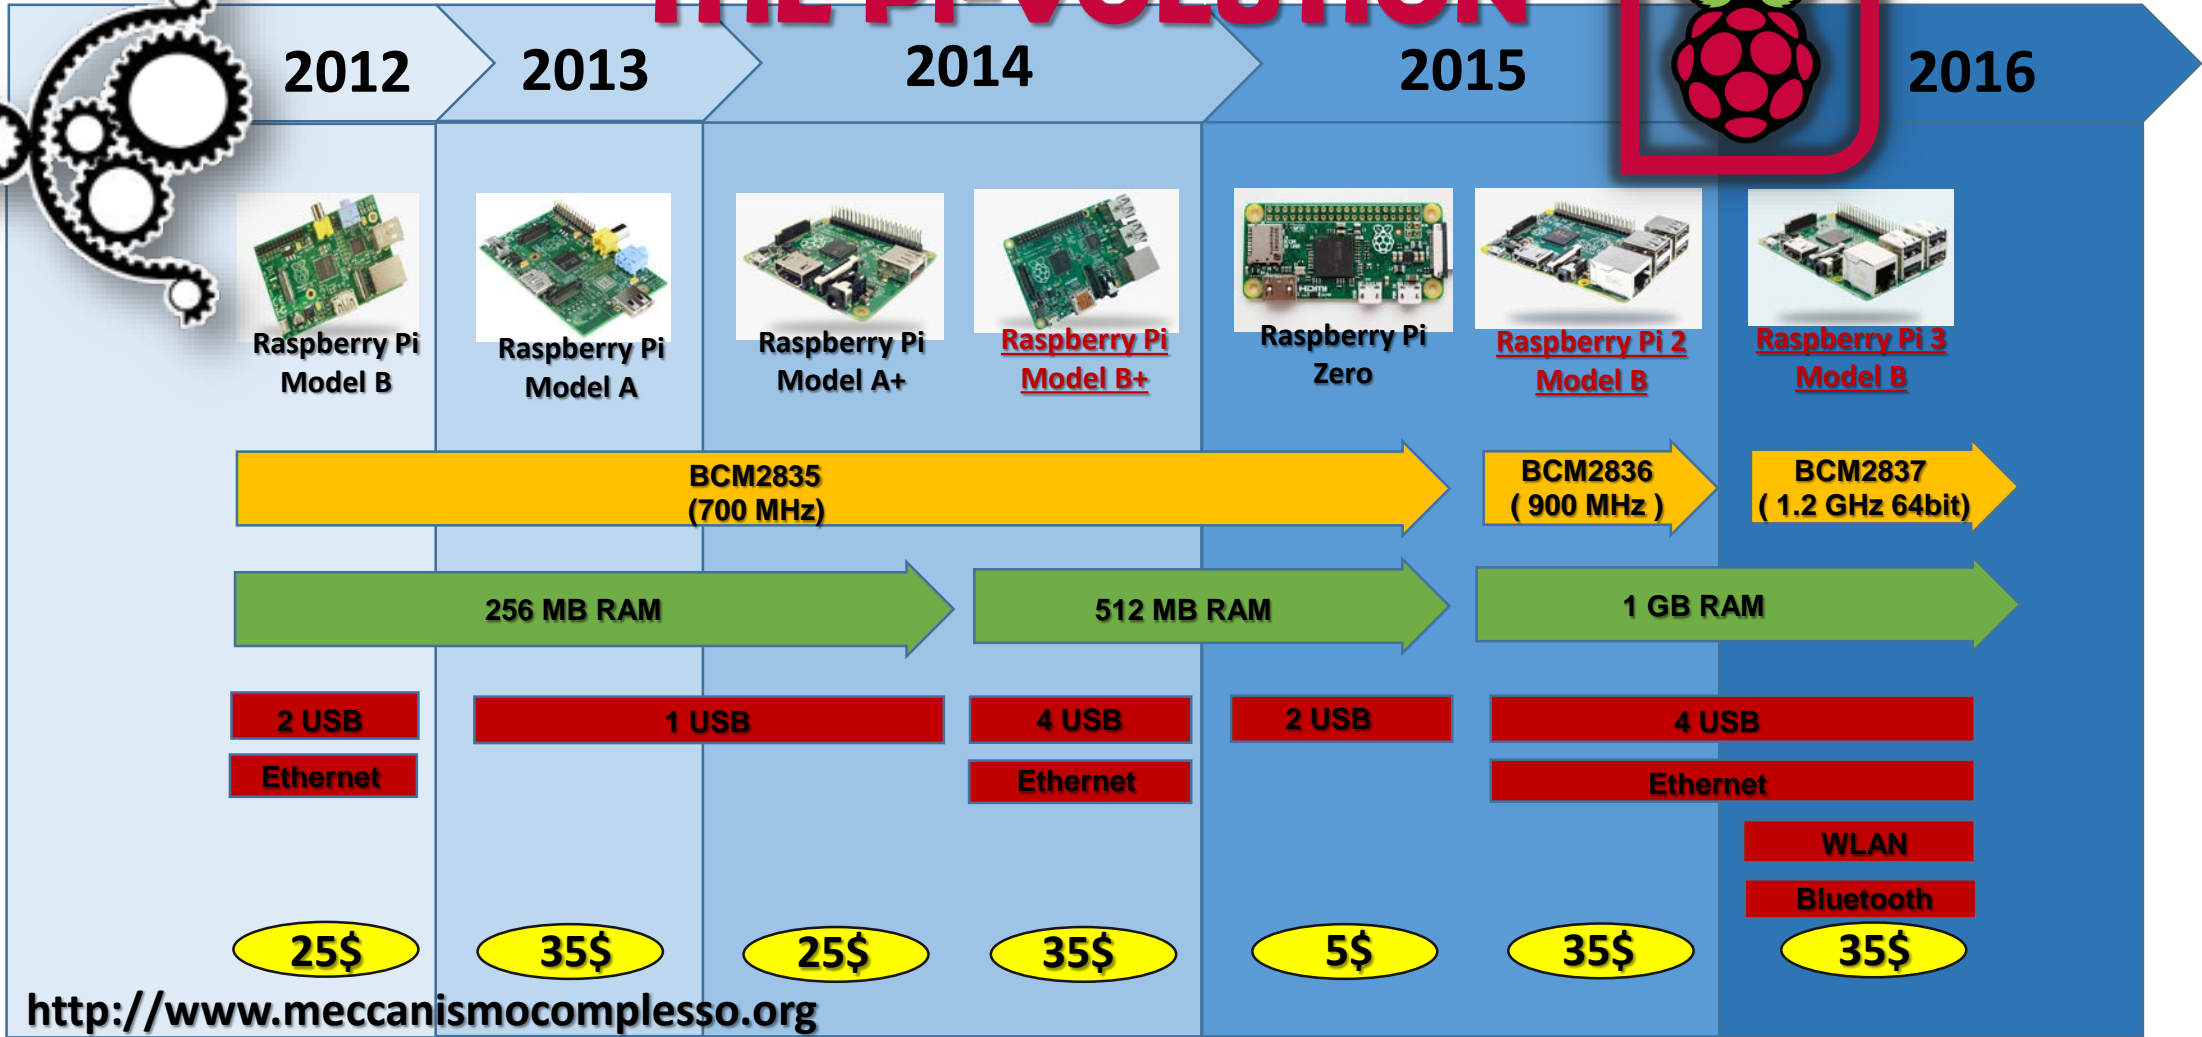 THE Pi-VOLUTION
2012
2013
2014
2015
2016
Raspberry Pi
Model B
Raspberry Pi
Model A
Raspberry Pi
Model A+
Raspberry Pi
Model B+
Raspberry Pi
Zero
Raspberry Pi 2
Model B
Raspberry Pi 3
Model B
BCM2835
(700 MHz)
BCM2836
( 900 MHz )
BCM2837
( 1.2 GHz 64bit)
256 MB RAM
512 MB RAM
1 GB RAM
2 USB
1 USB
4 USB
2 USB
4 USB
Ethernet
Ethernet
Ethernet
WLAN
Bluetooth
25$
35$
25$
35$
5$
35$
35$
http://www.meccanismocomplesso.org